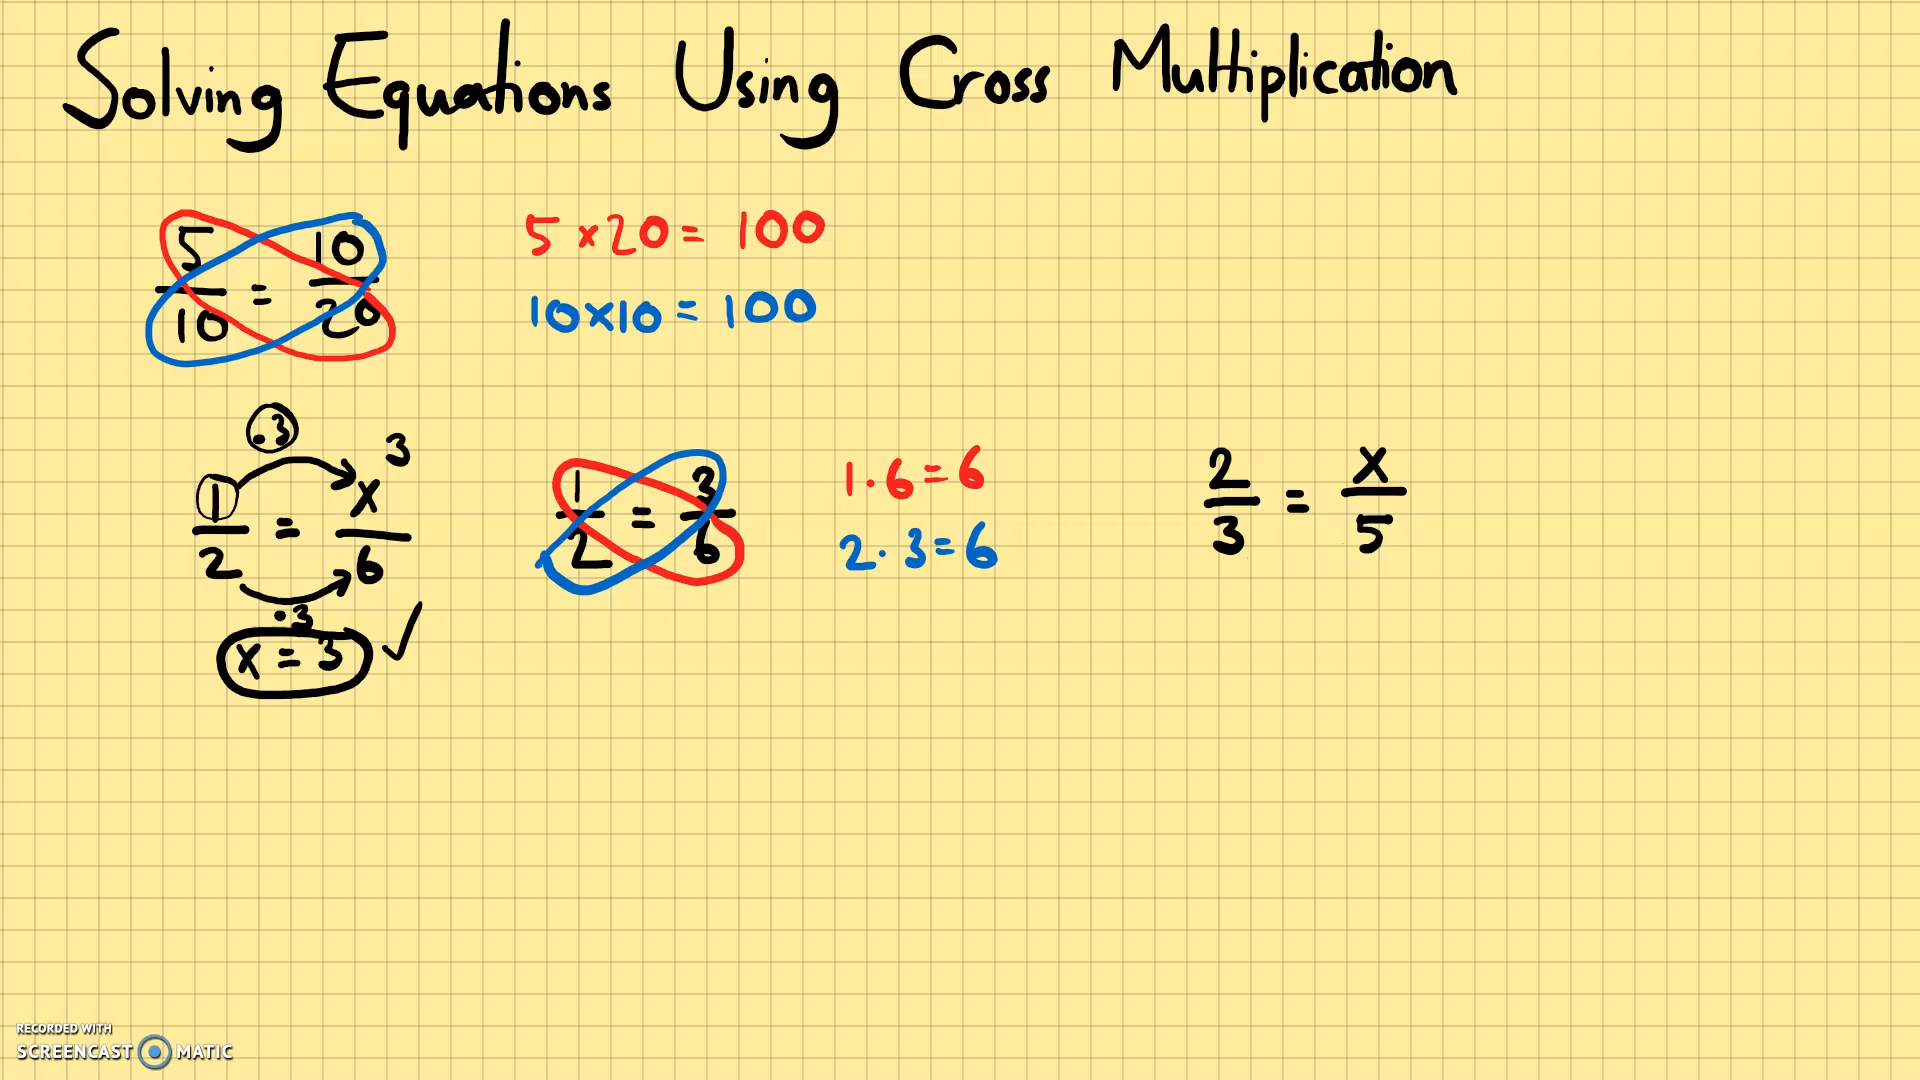 Solving Equations Using Cross Multiplication
5/10 = 10/20
5 × 20 = 100
10 × 10 = 100
·3
3
1/2 = x/6
·3
x = 3 ✓
1/2 = 3/6
1 · 6 = 6
2 · 3 = 6
2/3 = x/5
RECORDED WITH
SCREENCAST MATIC